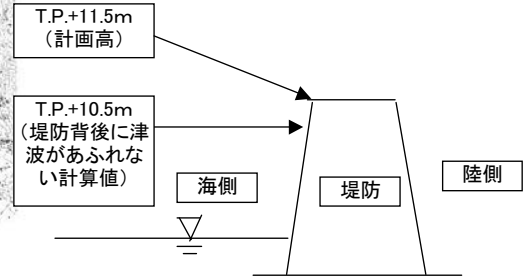 T.P.+11.5m
（計画高）
T.P.+10.5m
（堤防背後に津
波があふれな
い計算値）
海側
堤防
陸側